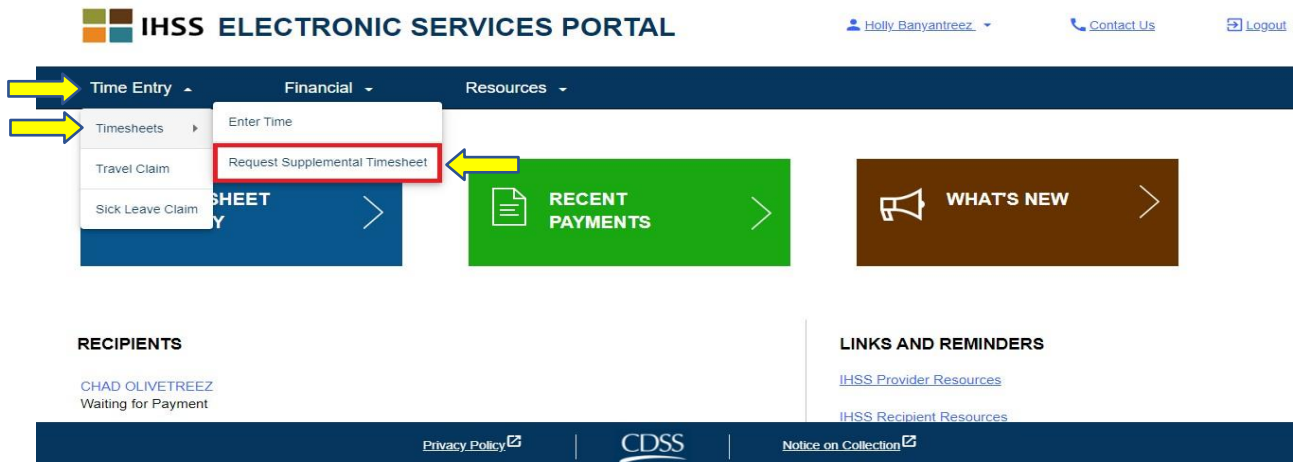 IHSS ELECTRONIC SERVICES PORTAL
Holly Banyantreez
Contact Us
Logout
Time Entry
Financial
Resources
Timesheets
Enter Time
Travel Claim
Request Supplemental Timesheet
Sick Leave Claim
SHEET
Y
RECENT
PAYMENTS
WHAT'S NEW
RECIPIENTS
CHAD OLIVETREEZ
Waiting for Payment
LINKS AND REMINDERS
IHSS Provider Resources
IHSS Recipient Resources
Privacy Policy
CDSS
Notice on Collection